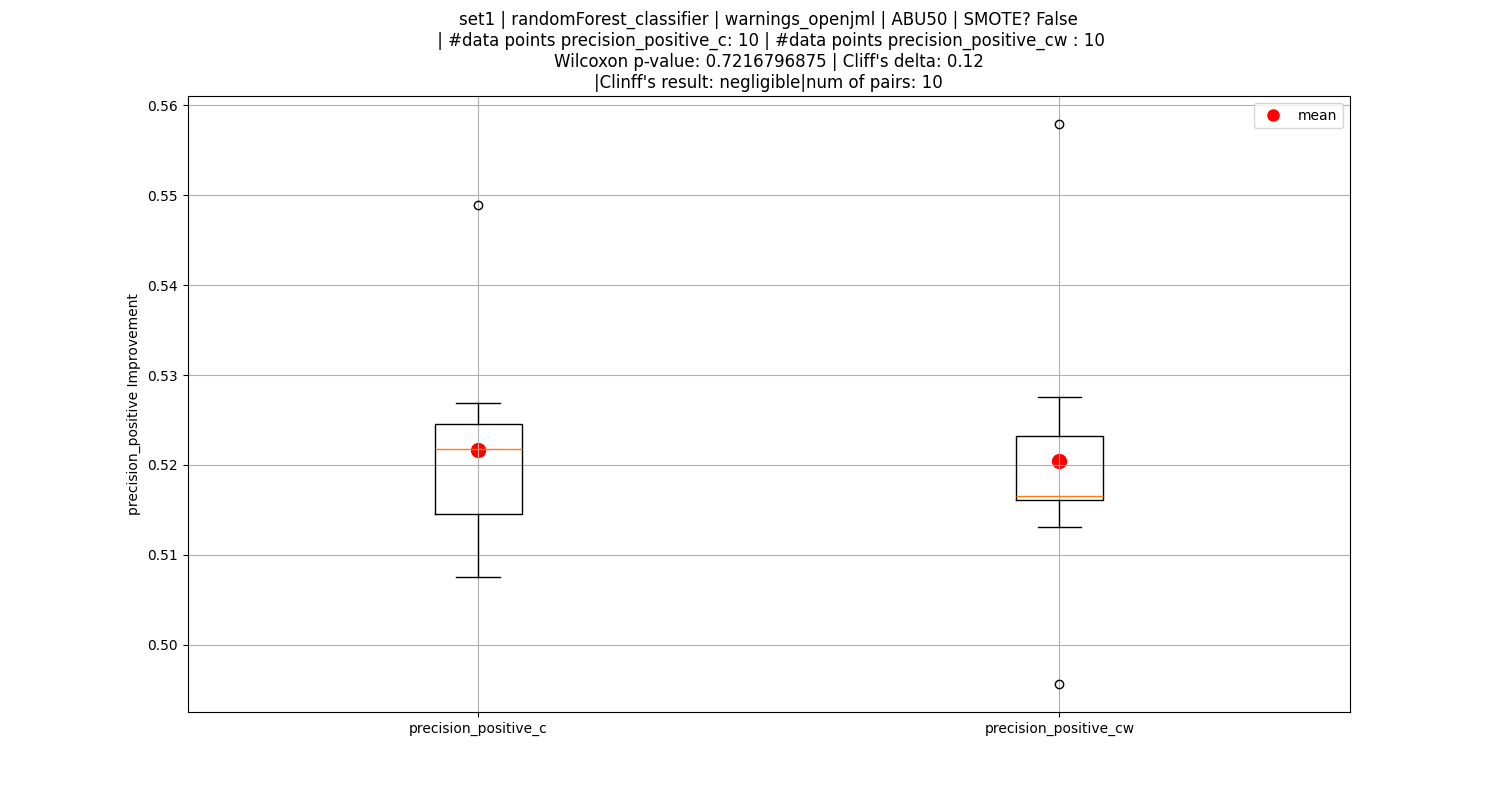 set1 | randomForest_classifier | warnings_openjml | ABU50 | SMOTE? False
| #data points precision_positive_c: 10 | #data points precision_positive_cw : 10
Wilcoxon p-value: 0.7216796875 | Cliff's delta: 0.12
|Clinff's result: negligible|num of pairs: 10
mean
0.56
0.55
0.54
0.53
0.52
0.51
0.50
precision_positive Improvement
precision_positive_c
precision_positive_cw